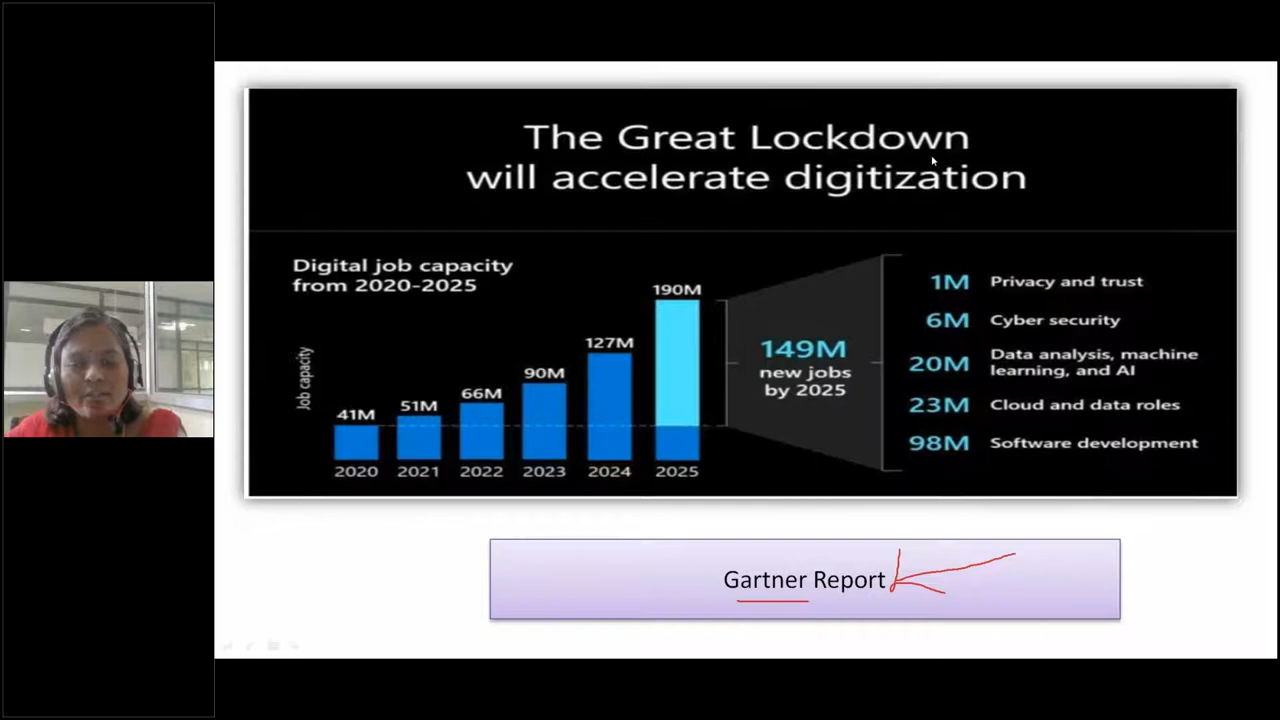 The Great Lockdown
will accelerate digitization
Digital job capacity
from 2020-2025
Job capacity
41M
51M
66M
90M
127M
190M
2020
2021
2022
2023
2024
2025
149M
new jobs
by 2025
1M Privacy and trust
6M Cyber security
20M Data analysis, machine
learning, and AI
23M Cloud and data roles
98M Software development
Gartner Report